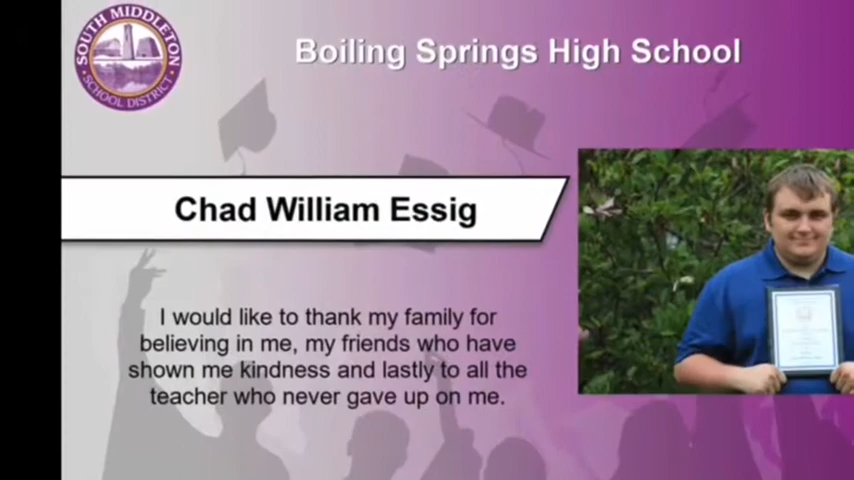 SOUTH MIDDLETON
SCHOOL DISTRICT
Boiling Springs High School
Chad William Essig
I would like to thank my family for
believing in me, my friends who have
shown me kindness and lastly to all the
teacher who never gave up on me.